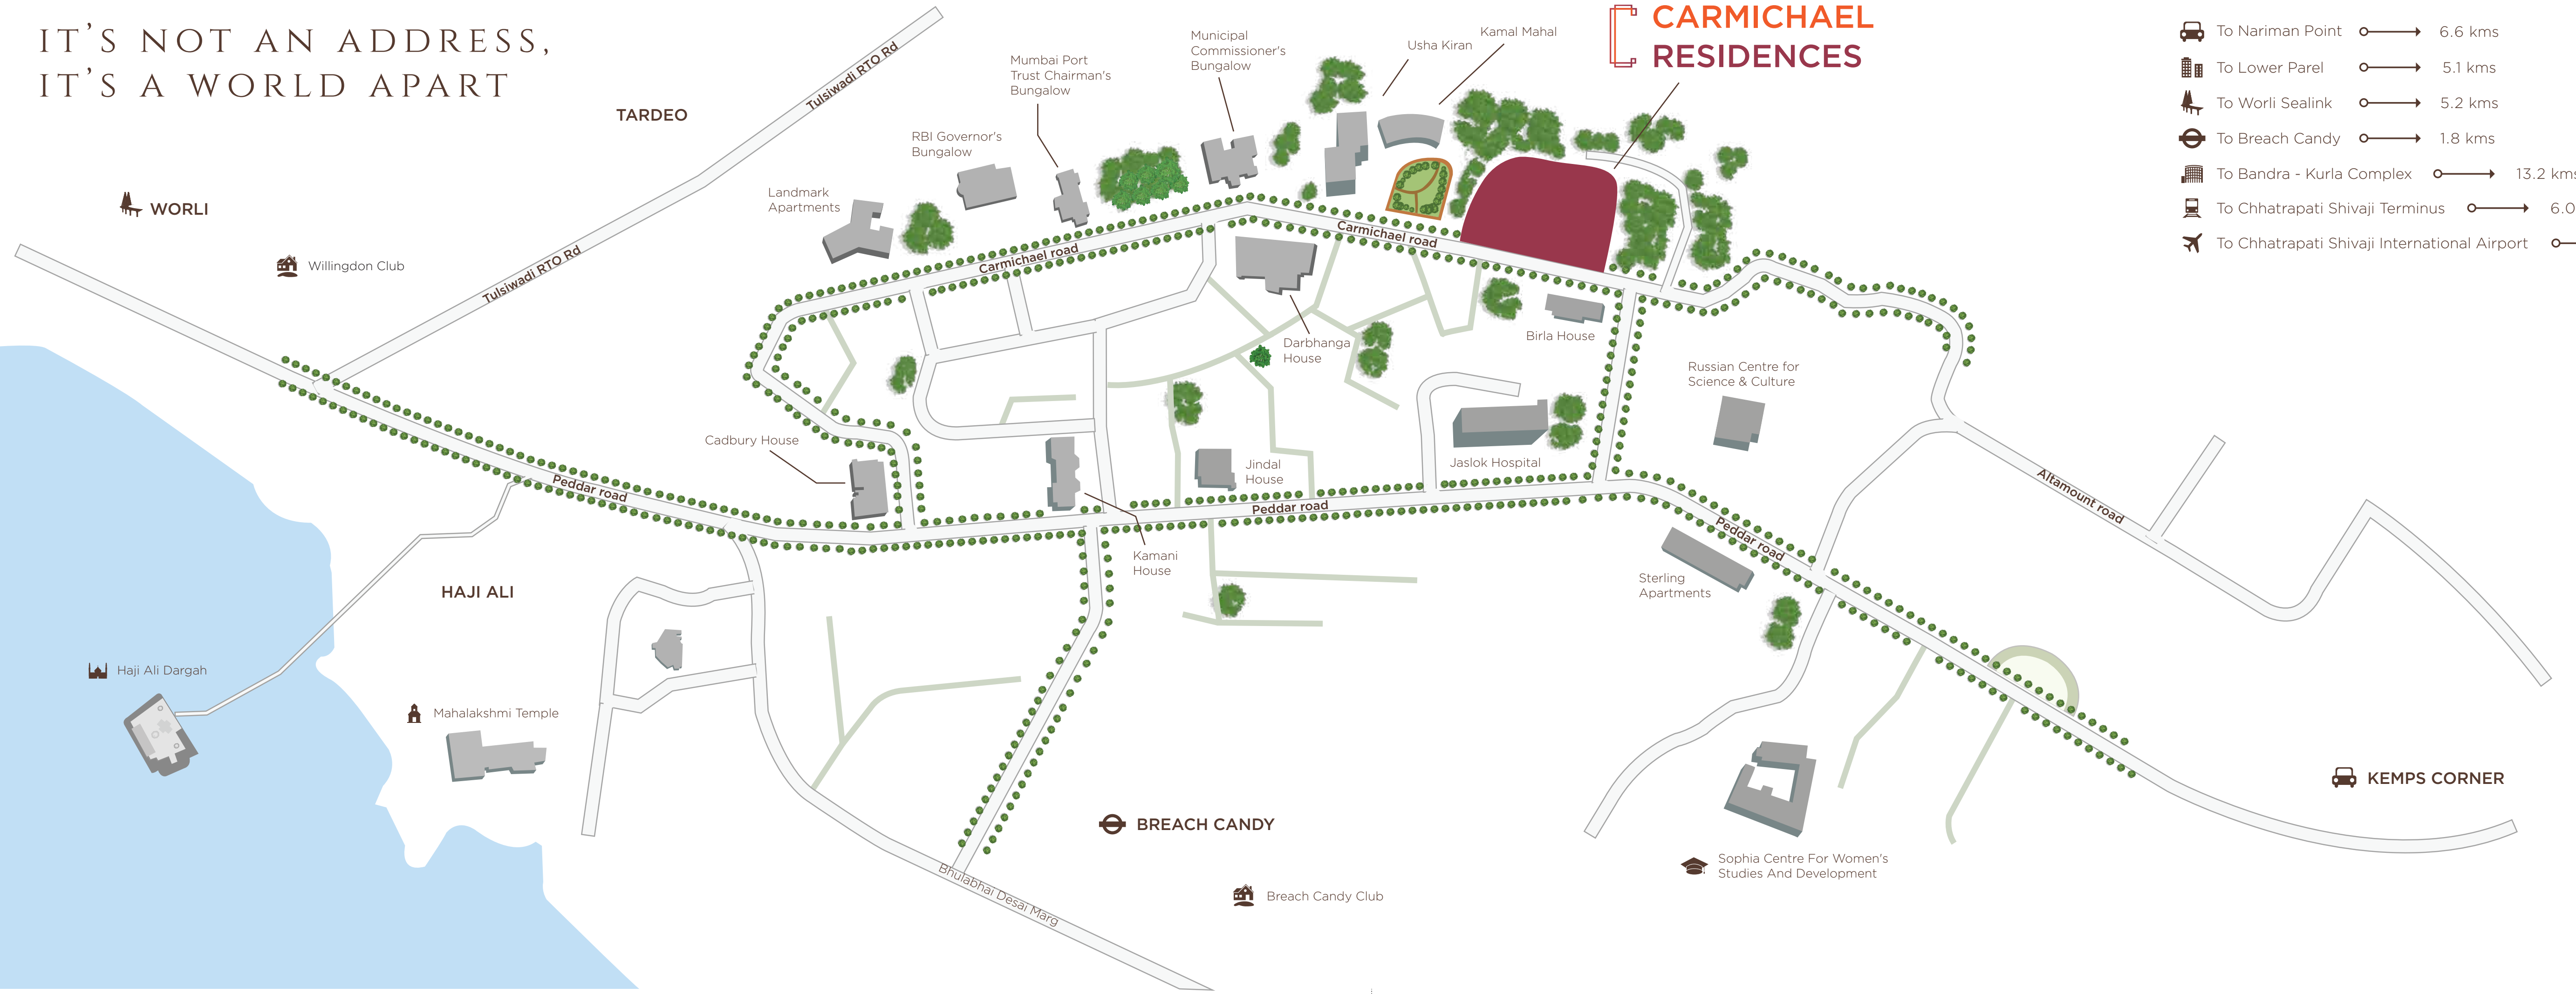 IT'S NOT AN ADDRESS,
IT'S A WORLD APART
CARMICHAEL
RESIDENCES
To Nariman Point 6.6 kms
To Lower Parel 5.1 kms
To Worli Sealink 5.2 kms
To Breach Candy 1.8 kms
To Bandra - Kurla Complex 13.2 kms
To Chhatrapati Shivaji Terminus 6.0
To Chhatrapati Shivaji International Airport
Kamal Mahal
Usha Kiran
Municipal
Commissioner's
Bungalow
Mumbai Port
Trust Chairman's
Bungalow
RBI Governor's
Bungalow
Landmark
Apartments
TARDEO
Tulsiwadi RTO Rd
Tulsiwadi RTO Rd
WORLI
Willingdon Club
Carmichael road
Carmichael road
Darbhanga
House
Birla House
Russian Centre for
Science & Culture
Cadbury House
Jindal
House
Jaslok Hospital
Peddar road
Peddar road
Peddar road
Altamount road
Kamani
House
Sterling
Apartments
HAJI ALI
Haji Ali Dargah
Mahalakshmi Temple
BREACH CANDY
Breach Candy Club
Bhulabhai Desai Marg
KEMPS CORNER
Sophia Centre For Women's
Studies And Development